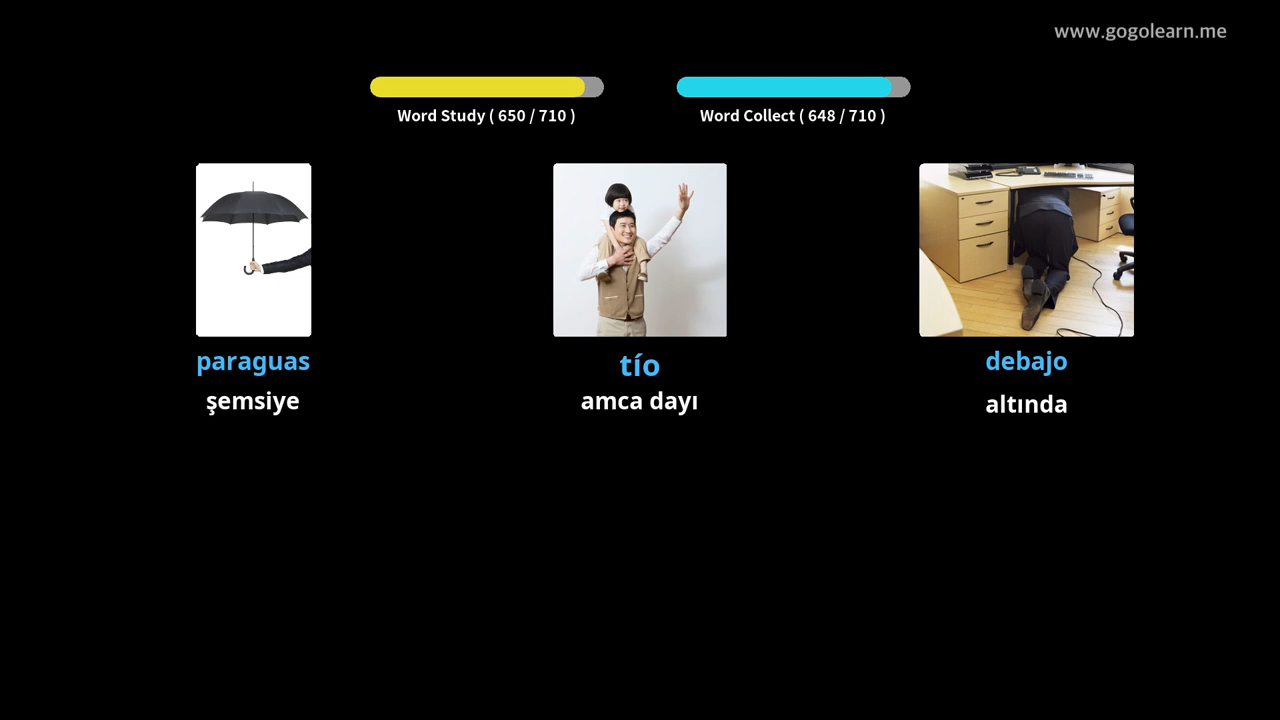 www.gogolearn.me
Word Study ( 650 / 710 )
Word Collect ( 648 / 710 )
paraguas
şemsiye
tío
amca dayı
debajo
altında